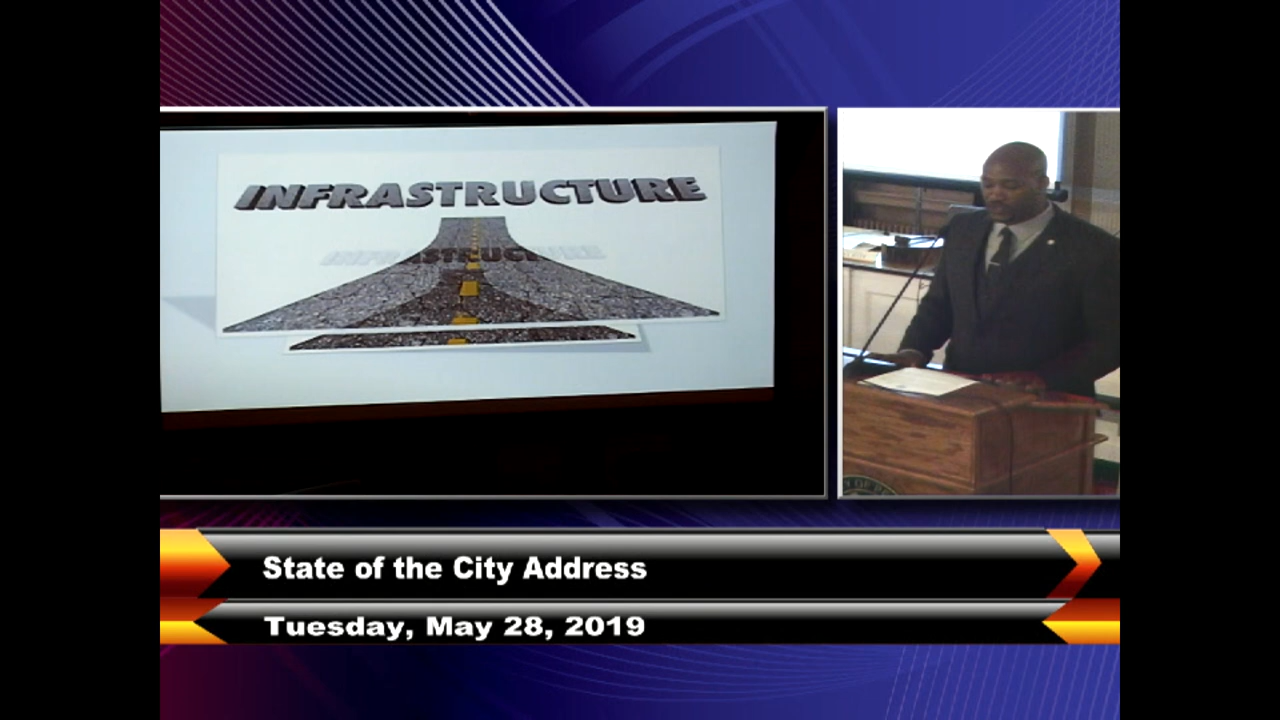 INFRASTRUCTURE
State of the City Address
Tuesday, May 28, 2019